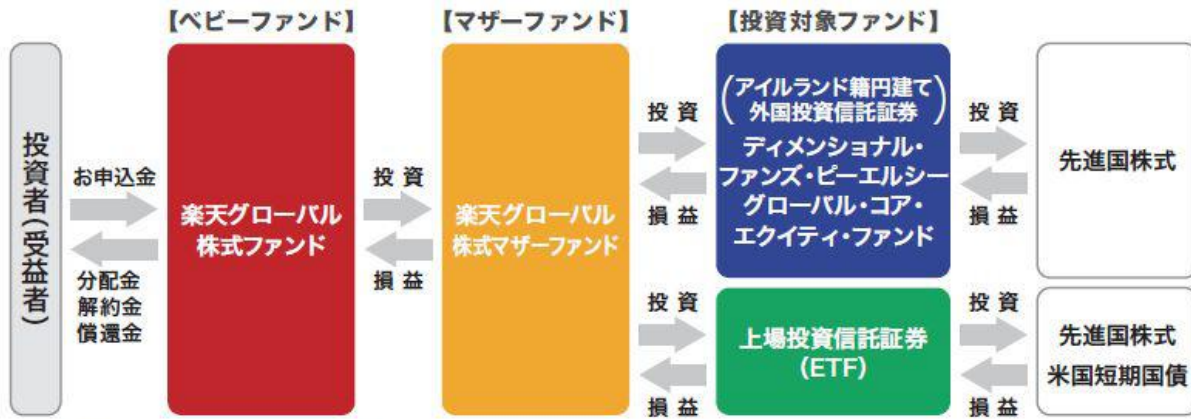 【ベビーファンド】
【マザーファンド】
【投資対象ファンド】
投資者(受益者)
お申込金
分配金
解約金
償還金
楽天グローバル
株式ファンド
投資
損益
楽天グローバル
株式マザーファンド
投資
損益
(アイルランド籍円建て
外国投資信託証券)
ディメンショナル・
ファンズ・ピーエルシー
グローバル・コア・
エクイティ・ファンド
投資
損益
先進国株式
投資
損益
上場投資信託証券
(ETF)
投資
損益
先進国株式
米国短期国債